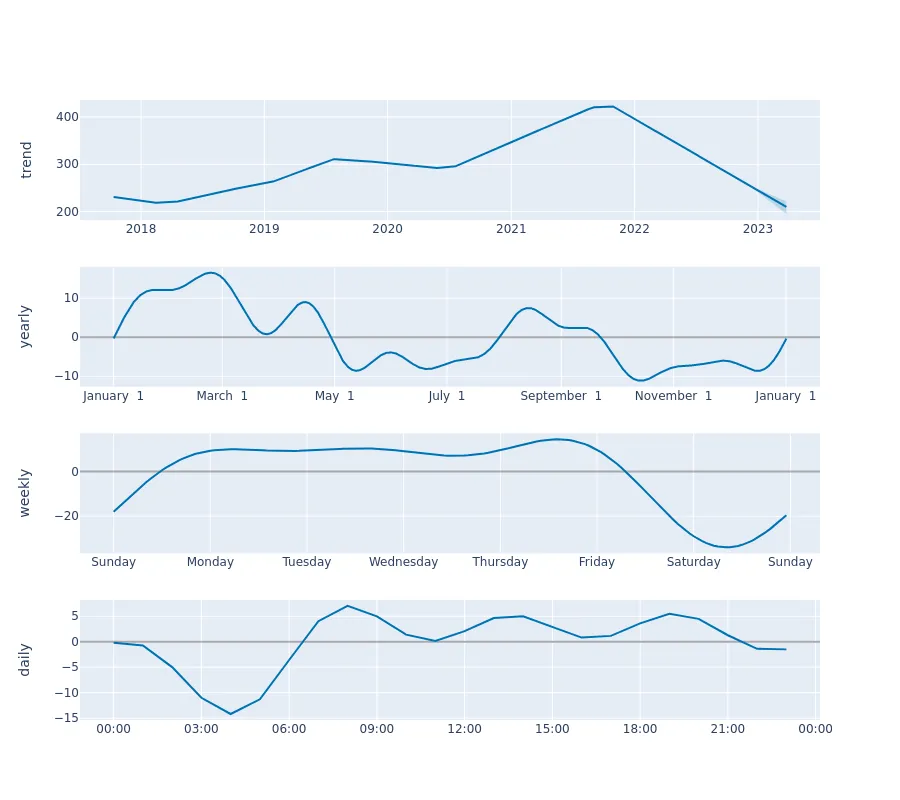 trend
400
300
200
2018 2019 2020 2021 2022 2023
yearly
10
0
−10
January 1 March 1 May 1 July 1 September 1 November 1 January 1
weekly
0
−20
Sunday Monday Tuesday Wednesday Thursday Friday Saturday Sunday
daily
5
0
−5
−10
−15
00:00 03:00 06:00 09:00 12:00 15:00 18:00 21:00 00:00